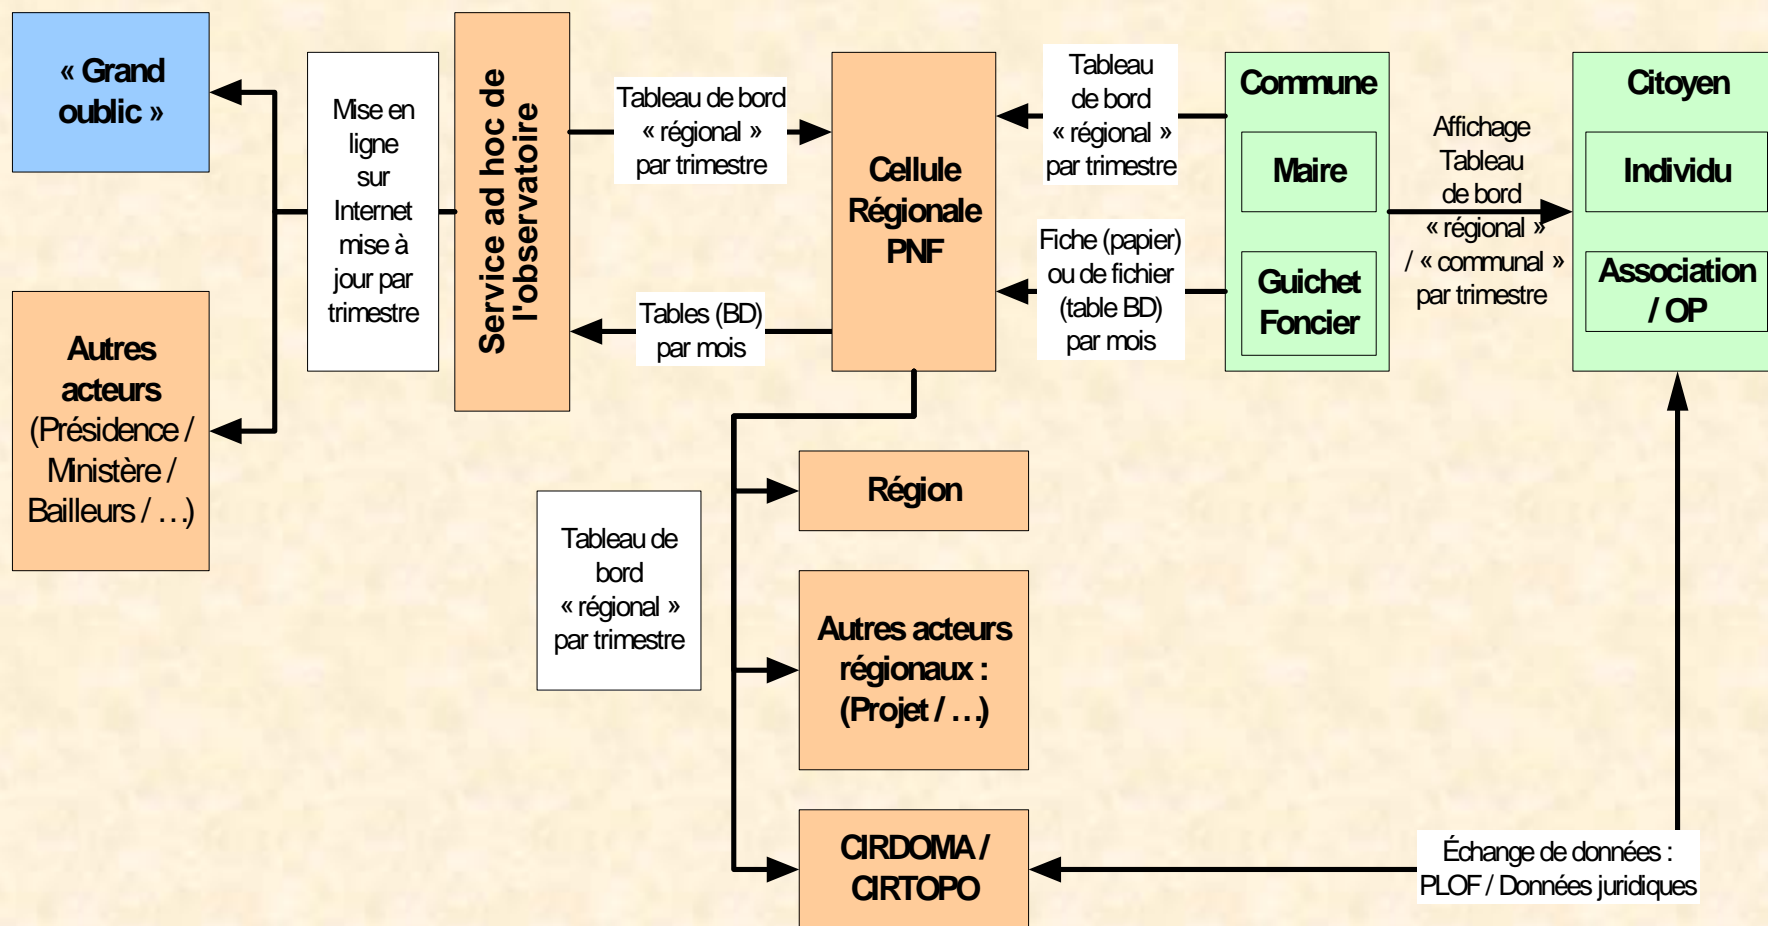 « Grand
oublic »
Autres
acteurs
(Présidence /
Ministère /
Bailleurs / …)
Mise en
ligne
sur
Internet
mise à
jour par
trimestre
Service ad hoc de
l'observatoire
Tableau de bord
« régional »
par trimestre
Tables (BD)
par mois
Cellule
Régionale
PNF
Tableau
de bord
« régional »
par trimestre
Fiche (papier)
ou de fichier
(table BD)
par mois
Commune
Maire
Guichet
Foncier
Affichage
Tableau
de bord
« régional »
/ « communal »
par trimestre
Citoyen
Individu
Association
/ OP
Tableau de
bord
« régional »
par trimestre
Région
Autres acteurs
régionaux :
(Projet / …)
CIRDOMA /
CIRTOPO
Échange de données :
PLOF / Données juridiques